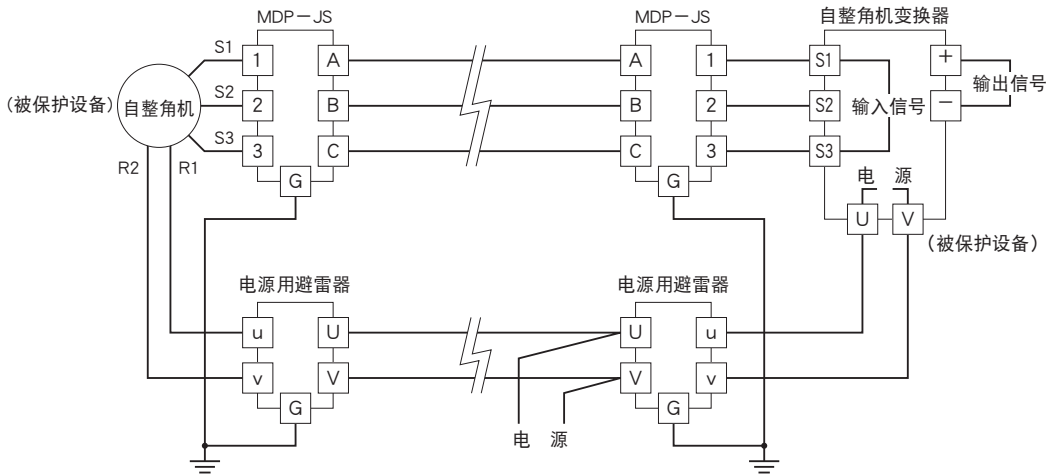 MDP－JS MDP－JS 自整角机变换器
S1 1 A A 1 S1 +
（被保护设备） 自整角机 S2 2 B B 2 S2 输入信号 － 输出信号
S3 3 C C 3 S3
R2 R1 G G 电 源
U V
（被保护设备）
电源用避雷器 电源用避雷器
u U U u
v V V v
G G
电 源